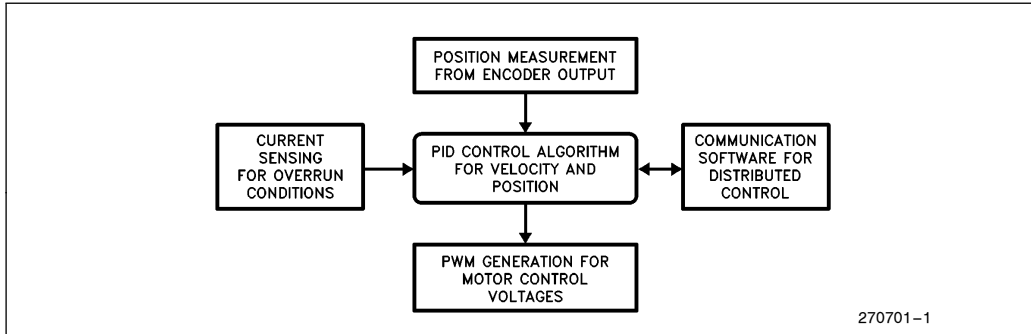 POSITION MEASUREMENT
FROM ENCODER OUTPUT
CURRENT
SENSING
FOR OVERRUN
CONDITIONS
PID CONTROL ALGORITHM
FOR VELOCITY AND
POSITION
COMMUNICATION
SOFTWARE FOR
DISTRIBUTED
CONTROL
PWM GENERATION FOR
MOTOR CONTROL
VOLTAGES
270701–1